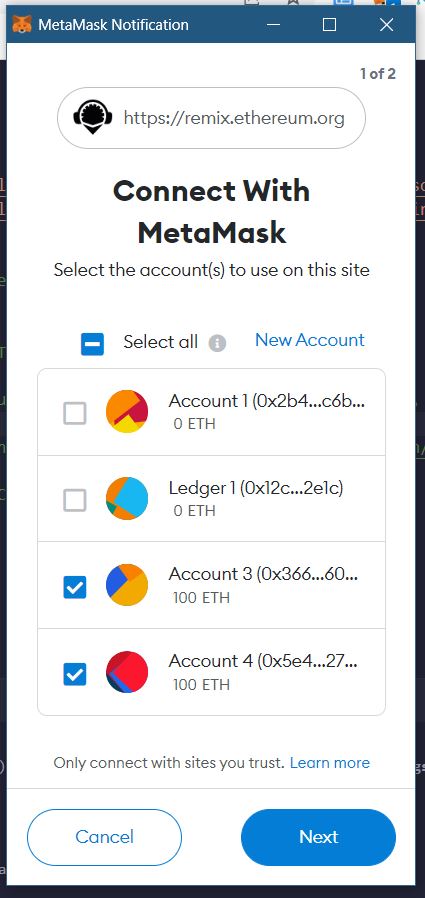 MetaMask Notification
1 of 2
https://remix.ethereum.org
Connect With
MetaMask
Select the account(s) to use on this site
Select all
New Account
Account 1 (0x2b4...c6b...
0 ETH
Ledger 1 (0x12c...2e1c)
0 ETH
Account 3 (0x366...60...
100 ETH
Account 4 (0x5e4...27...
100 ETH
Only connect with sites you trust. Learn more
Cancel
Next